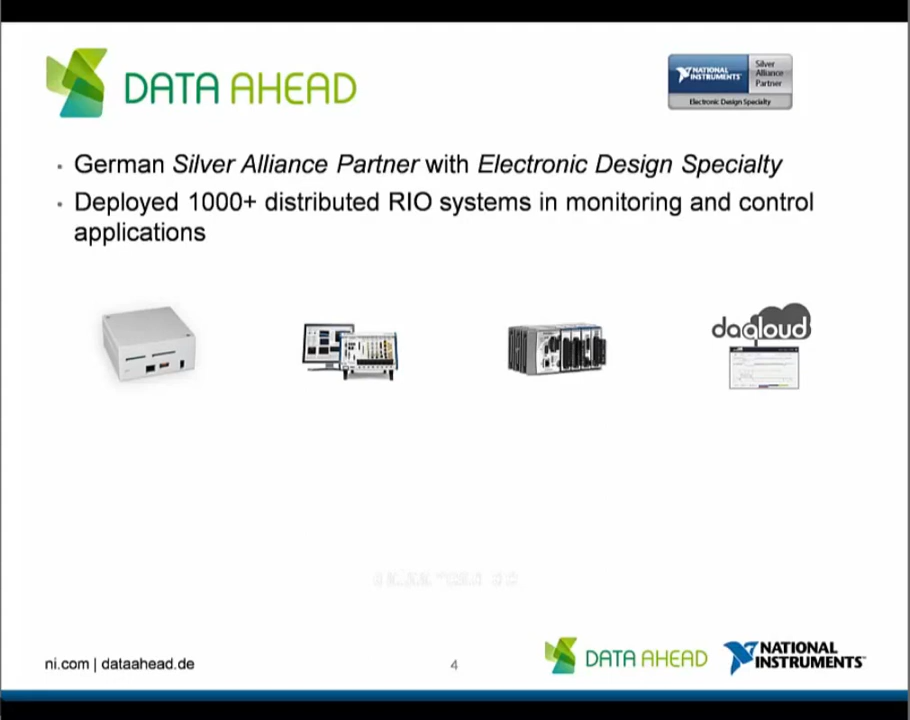 DATA AHEAD
NATIONAL INSTRUMENTS
Silver
Alliance
Partner
Electronic Design Specialty
· German Silver Alliance Partner with Electronic Design Specialty
· Deployed 1000+ distributed RIO systems in monitoring and control
applications
daqloud
ni.com | dataahead.de
4
DATA AHEAD
NATIONAL
INSTRUMENTS™